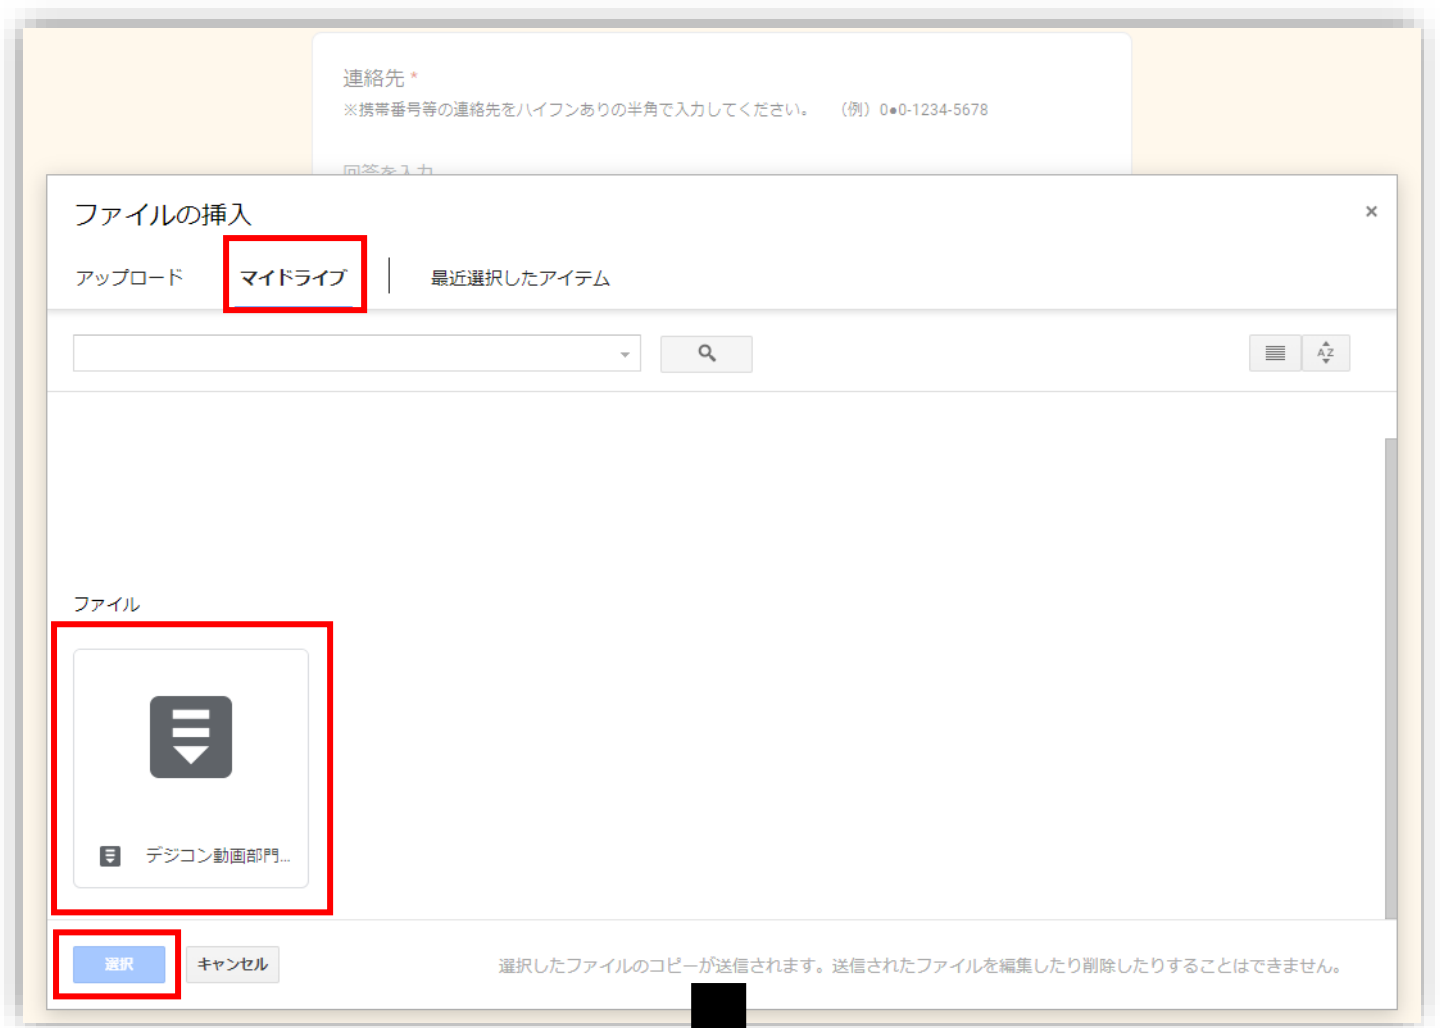 連絡先 *
※携帯番号等の連絡先をハイフンありの半角で入力してください。 （例）0●0-1234-5678
回答を入力
ファイルの挿入
×
アップロード マイドライブ 最近選択したアイテム
AZ
ファイル
デジコン動画部門...
選択 キャンセル 選択したファイルのコピーが送信されます。送信されたファイルを編集したり削除したりすることはできません。